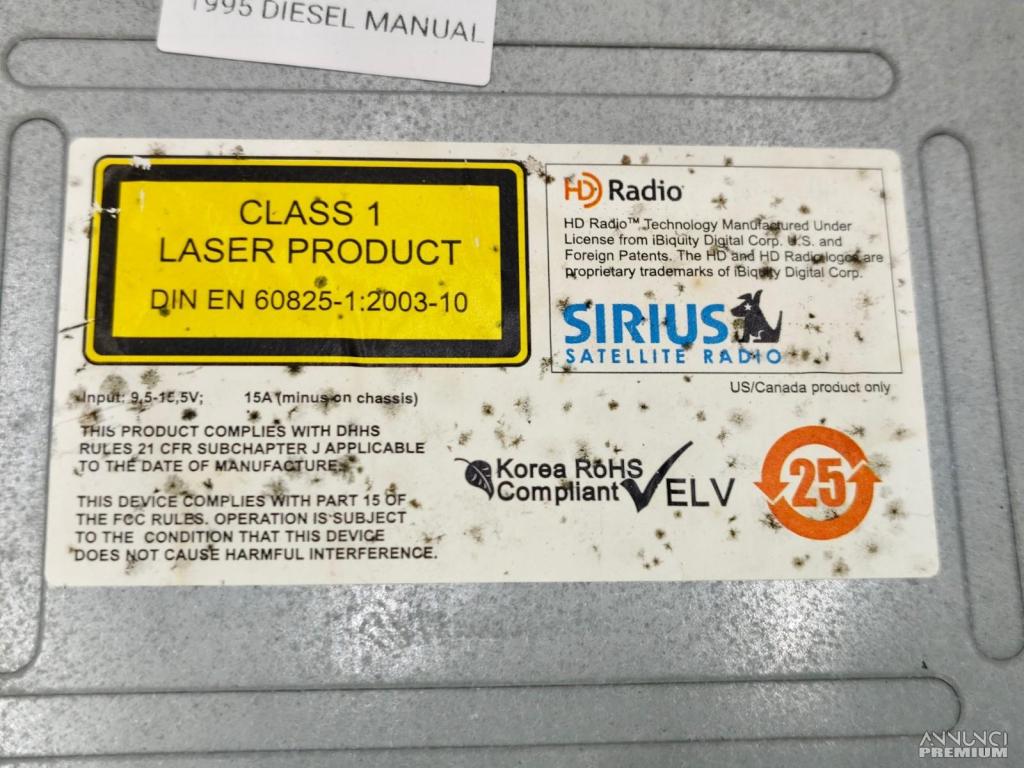 1995 DIESEL MANUAL
CLASS 1
LASER PRODUCT
DIN EN 60825-1:2003-10
HD Radio
HD Radio™ Technology Manufactured Under
License from iBiquity Digital Corp. U.S. and
Foreign Patents. The HD and HD Radio logos are
proprietary trademarks of iBiquity Digital Corp.
SIRIUS
SATELLITE RADIO
US/Canada product only
Input: 9,5-15,5V; 15A (minus on chassis)
THIS PRODUCT COMPLIES WITH DHHS
RULES 21 CFR SUBCHAPTER J APPLICABLE
TO THE DATE OF MANUFACTURE.
THIS DEVICE COMPLIES WITH PART 15 OF
THE FCC RULES. OPERATION IS SUBJECT
TO THE CONDITION THAT THIS DEVICE
DOES NOT CAUSE HARMFUL INTERFERENCE.
Korea RoHS
Compliant
ELV
25
ANNUNCI
PREMIUM